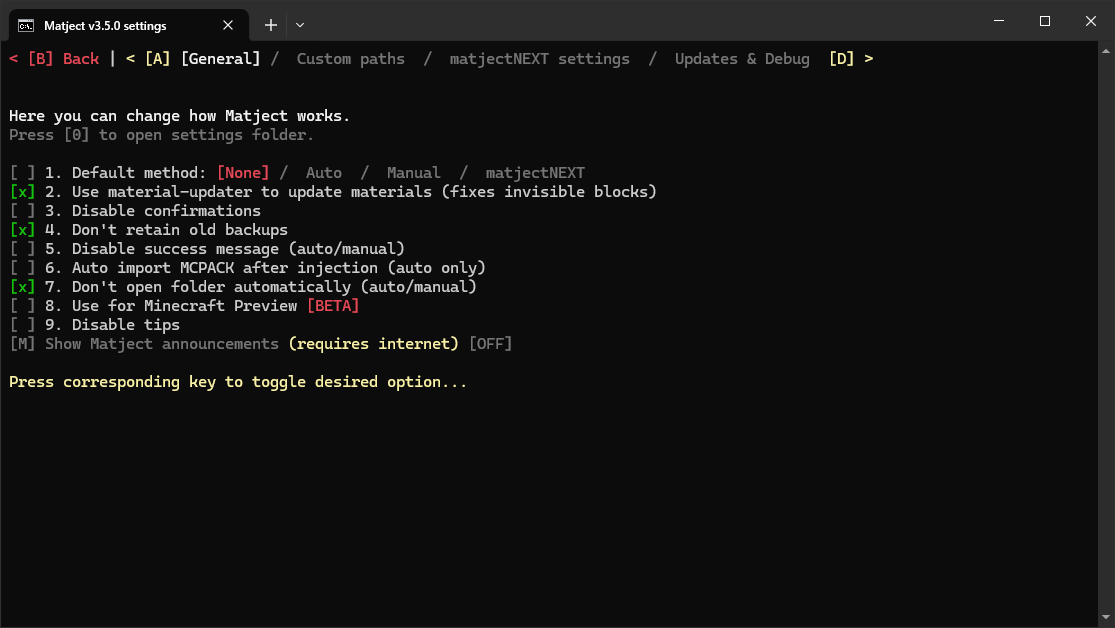 Matject v3.5.0 settings
< [B] Back | < [A] [General] /  Custom paths  /  matjectNEXT settings  /  Updates & Debug  [D] >
Here you can change how Matject works.
Press [0] to open settings folder.
[ ] 1. Default method: [None] /  Auto  /  Manual  /  matjectNEXT
[x] 2. Use material-updater to update materials (fixes invisible blocks)
[ ] 3. Disable confirmations
[x] 4. Don't retain old backups
[ ] 5. Disable success message (auto/manual)
[ ] 6. Auto import MCPACK after injection (auto only)
[x] 7. Don't open folder automatically (auto/manual)
[ ] 8. Use for Minecraft Preview [BETA]
[ ] 9. Disable tips
[M] Show Matject announcements (requires internet) [OFF]
Press corresponding key to toggle desired option...